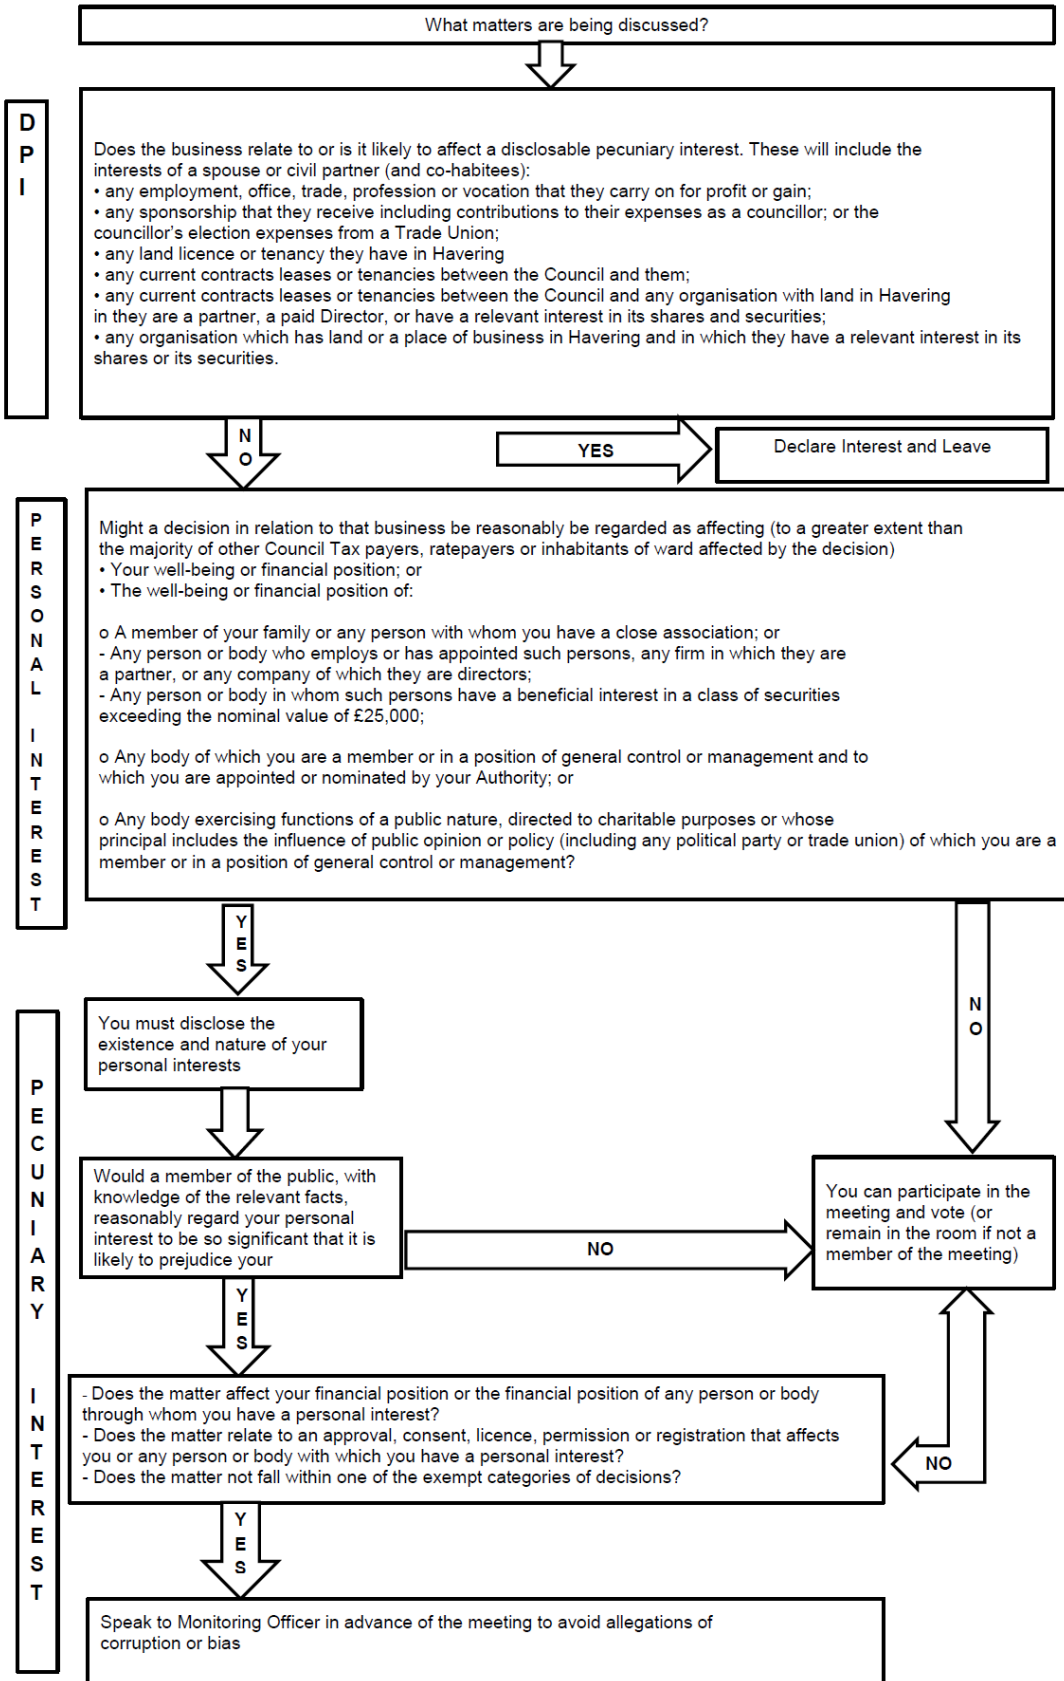 What matters are being discussed?
D
P
I
Does the business relate to or is it likely to affect a disclosable pecuniary interest. These will include the
interests of a spouse or civil partner (and co-habitees):
• any employment, office, trade, profession or vocation that they carry on for profit or gain;
• any sponsorship that they receive including contributions to their expenses as a councillor; or the
councillor’s election expenses from a Trade Union;
• any land licence or tenancy they have in Havering
• any current contracts leases or tenancies between the Council and them;
• any current contracts leases or tenancies between the Council and any organisation with land in Havering
in they are a partner, a paid Director, or have a relevant interest in its shares and securities;
• any organisation which has land or a place of business in Havering and in which they have a relevant interest in its
shares or its securities.
N
O
YES
Declare Interest and Leave
P
E
R
S
O
N
A
L
I
N
T
E
R
E
S
T
Might a decision in relation to that business be reasonably be regarded as affecting (to a greater extent than
the majority of other Council Tax payers, ratepayers or inhabitants of ward affected by the decision)
• Your well-being or financial position; or
• The well-being or financial position of:
o A member of your family or any person with whom you have a close association; or
- Any person or body who employs or has appointed such persons, any firm in which they are
a partner, or any company of which they are directors;
- Any person or body in whom such persons have a beneficial interest in a class of securities
exceeding the nominal value of £25,000;
o Any body of which you are a member or in a position of general control or management and to
which you are appointed or nominated by your Authority; or
o Any body exercising functions of a public nature, directed to charitable purposes or whose
principal includes the influence of public opinion or policy (including any political party or trade union) of which you are a
member or in a position of general control or management?
Y
E
S
N
O
You must disclose the
existence and nature of your
personal interests
P
E
C
U
N
I
A
R
Y
I
N
T
E
R
E
S
T
Would a member of the public, with
knowledge of the relevant facts,
reasonably regard your personal
interest to be so significant that it is
likely to prejudice your
NO
You can participate in the
meeting and vote (or
remain in the room if not a
member of the meeting)
Y
E
S
- Does the matter affect your financial position or the financial position of any person or body
through whom you have a personal interest?
- Does the matter relate to an approval, consent, licence, permission or registration that affects
you or any person or body with which you have a personal interest?
- Does the matter not fall within one of the exempt categories of decisions?
NO
Y
E
S
Speak to Monitoring Officer in advance of the meeting to avoid allegations of
corruption or bias